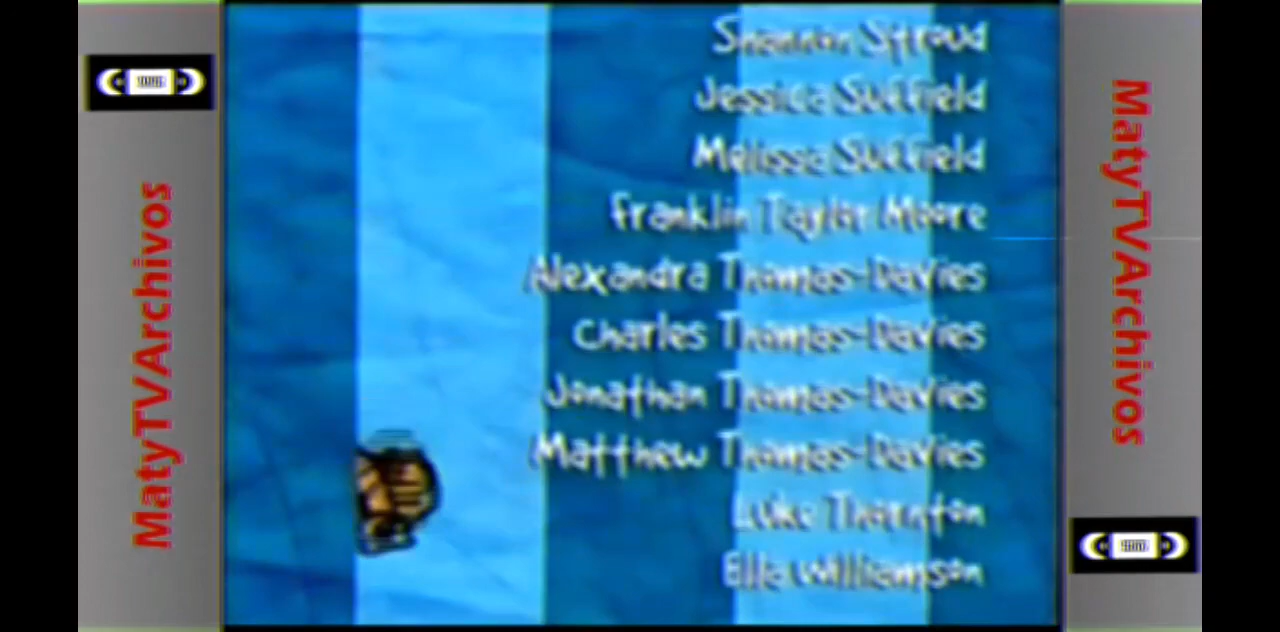 Shannon Stroud
Jessica Suffield
Melissa Suffield
Franklin Taylor Moore
Alexandra Thomas-Davies
Charles Thomas-Davies
Jonathan Thomas-Davies
Matthew Thomas-Davies
Luke Thornton
Ella Williamson
MatyTVArchivos
MatyTVArchivos